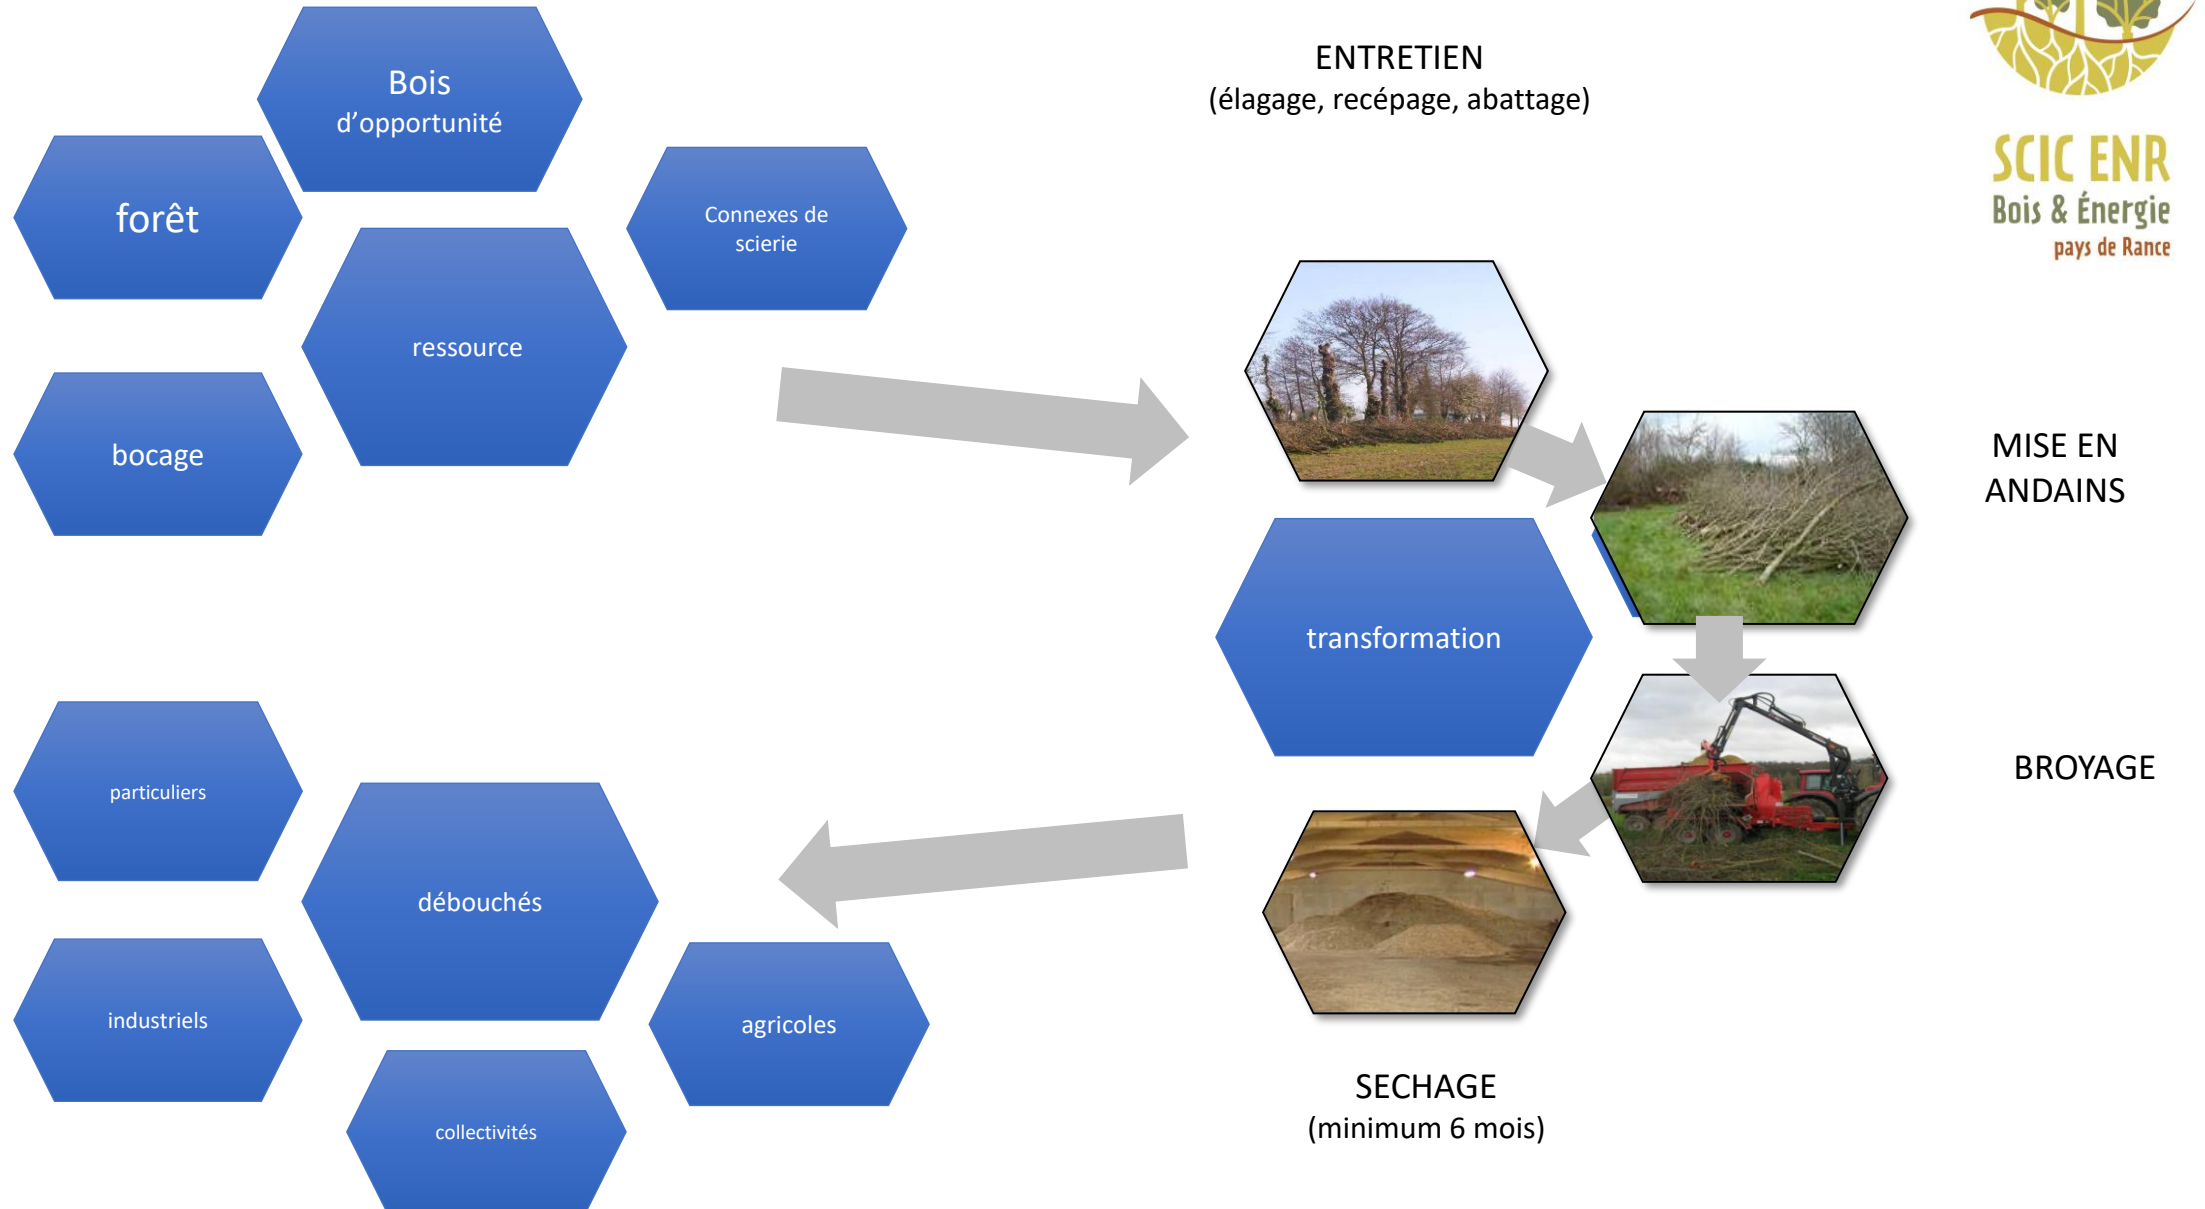 Bois
d'opportunité
forêt
Connexes de
scierie
ressource
bocage
ENTRETIEN
(élagage, recépage, abattage)
SCIC ENR
Bois & Énergie
pays de Rance
MISE EN
ANDAINS
transformation
BROYAGE
particuliers
débouchés
industriels
agricoles
collectivités
SECHAGE
(minimum 6 mois)